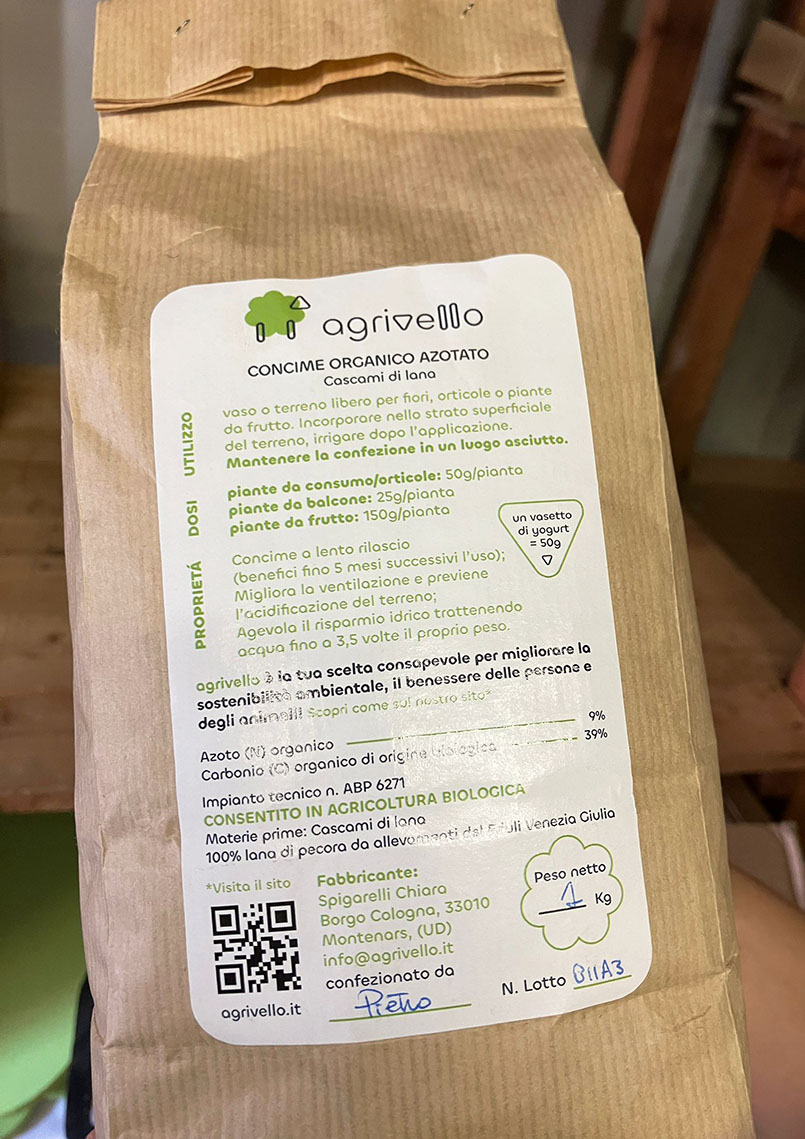 agrivello
CONCIME ORGANICO AZOTATO
Cascami di lana
UTILIZZO
vaso o terreno libero per fiori, orticole o piante
da frutto. Incorporare nello strato superficiale
del terreno, irrigare dopo l'applicazione.
Mantenere la confezione in un luogo asciutto.
DOSI
piante da consumo/orticole: 50g/pianta
piante da balcone: 25g/pianta
piante da frutto: 150g/pianta
un vasetto
di yogurt
= 50g
PROPRIETÁ
Concime a lento rilascio
(benefici fino 5 mesi successivi l'uso);
Migliora la ventilazione e previene
l'acidificazione del terreno;
Agevola il risparmio idrico trattenendo
acqua fino a 3,5 volte il proprio peso.
agrivello è la tua scelta consapevole per migliorare la
sostenibilità ambientale, il benessere delle persone e
degli animali! Scopri come sul nostro sito*
Azoto (N) organico 9%
Carbonio (C) organico di origine biologica 39%
Impianto tecnico n. ABP 6271
CONSENTITO IN AGRICOLTURA BIOLOGICA
Materie prime: Cascami di lana
100% lana di pecora da allevamenti del Friuli Venezia Giulia
*Visita il sito
agrivello.it
Fabbricante:
Spigarelli Chiara
Borgo Cologna, 33010
Montenars, (UD)
info@agrivello.it
confezionato da
Pietro
Peso netto
1 Kg
N. Lotto B11A3